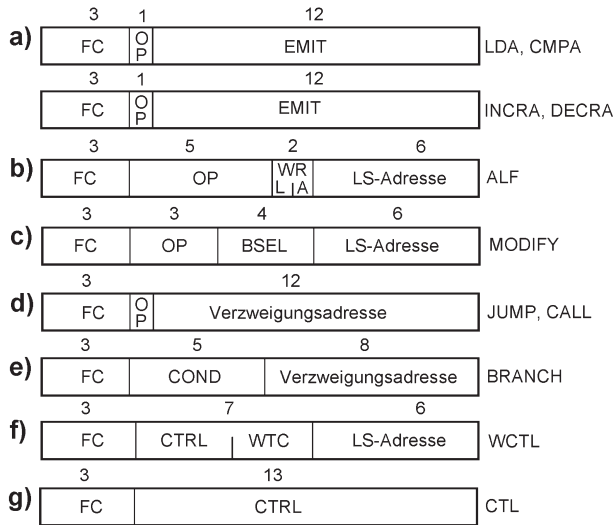 3 1 12
a) FC OP EMIT LDA, CMPA
3 1 12
FC OP EMIT INCRA, DECRA
3 5 2 6
b) FC OP WR L A LS-Adresse ALF
3 3 4 6
c) FC OP BSEL LS-Adresse MODIFY
3 12
d) FC OP Verzweigungsadresse JUMP, CALL
3 5 8
e) FC COND Verzweigungsadresse BRANCH
3 7 6
f) FC CTRL WTC LS-Adresse WCTL
3 13
g) FC CTRL CTL